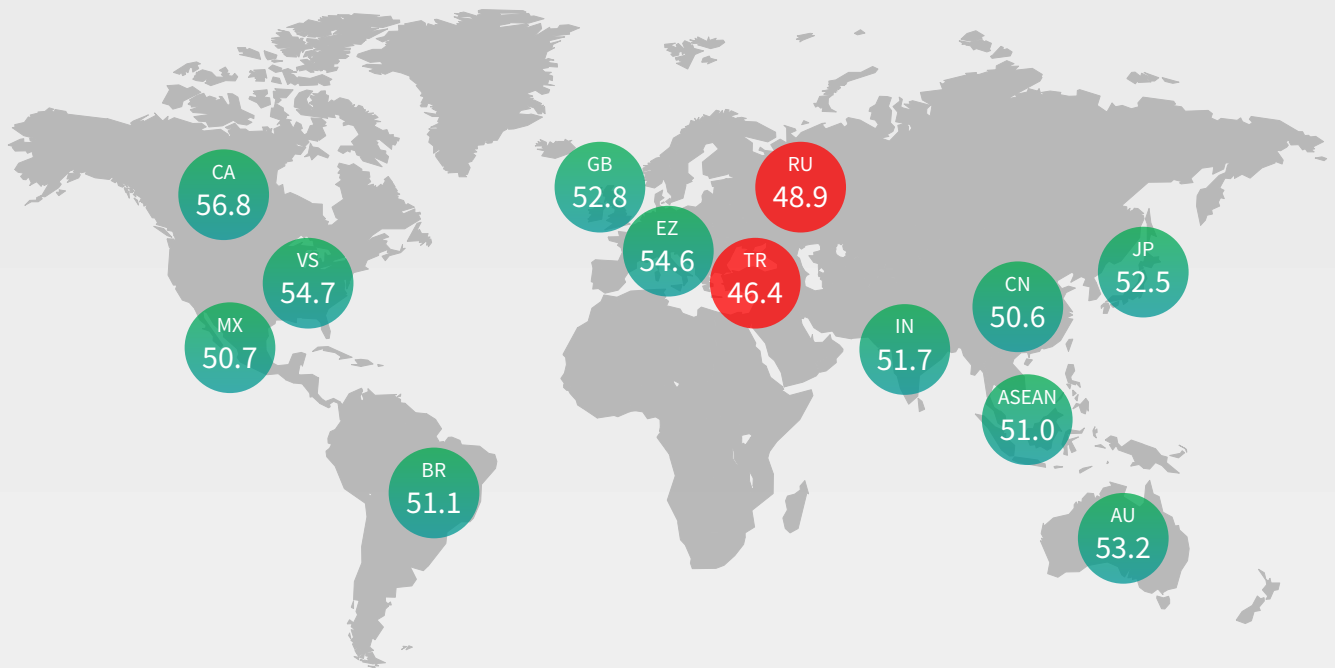 GB
52.8
RU
48.9
CA
56.8
EZ
54.6
JP
52.5
VS
54.7
TR
46.4
CN
50.6
MX
50.7
IN
51.7
ASEAN
51.0
BR
51.1
AU
53.2